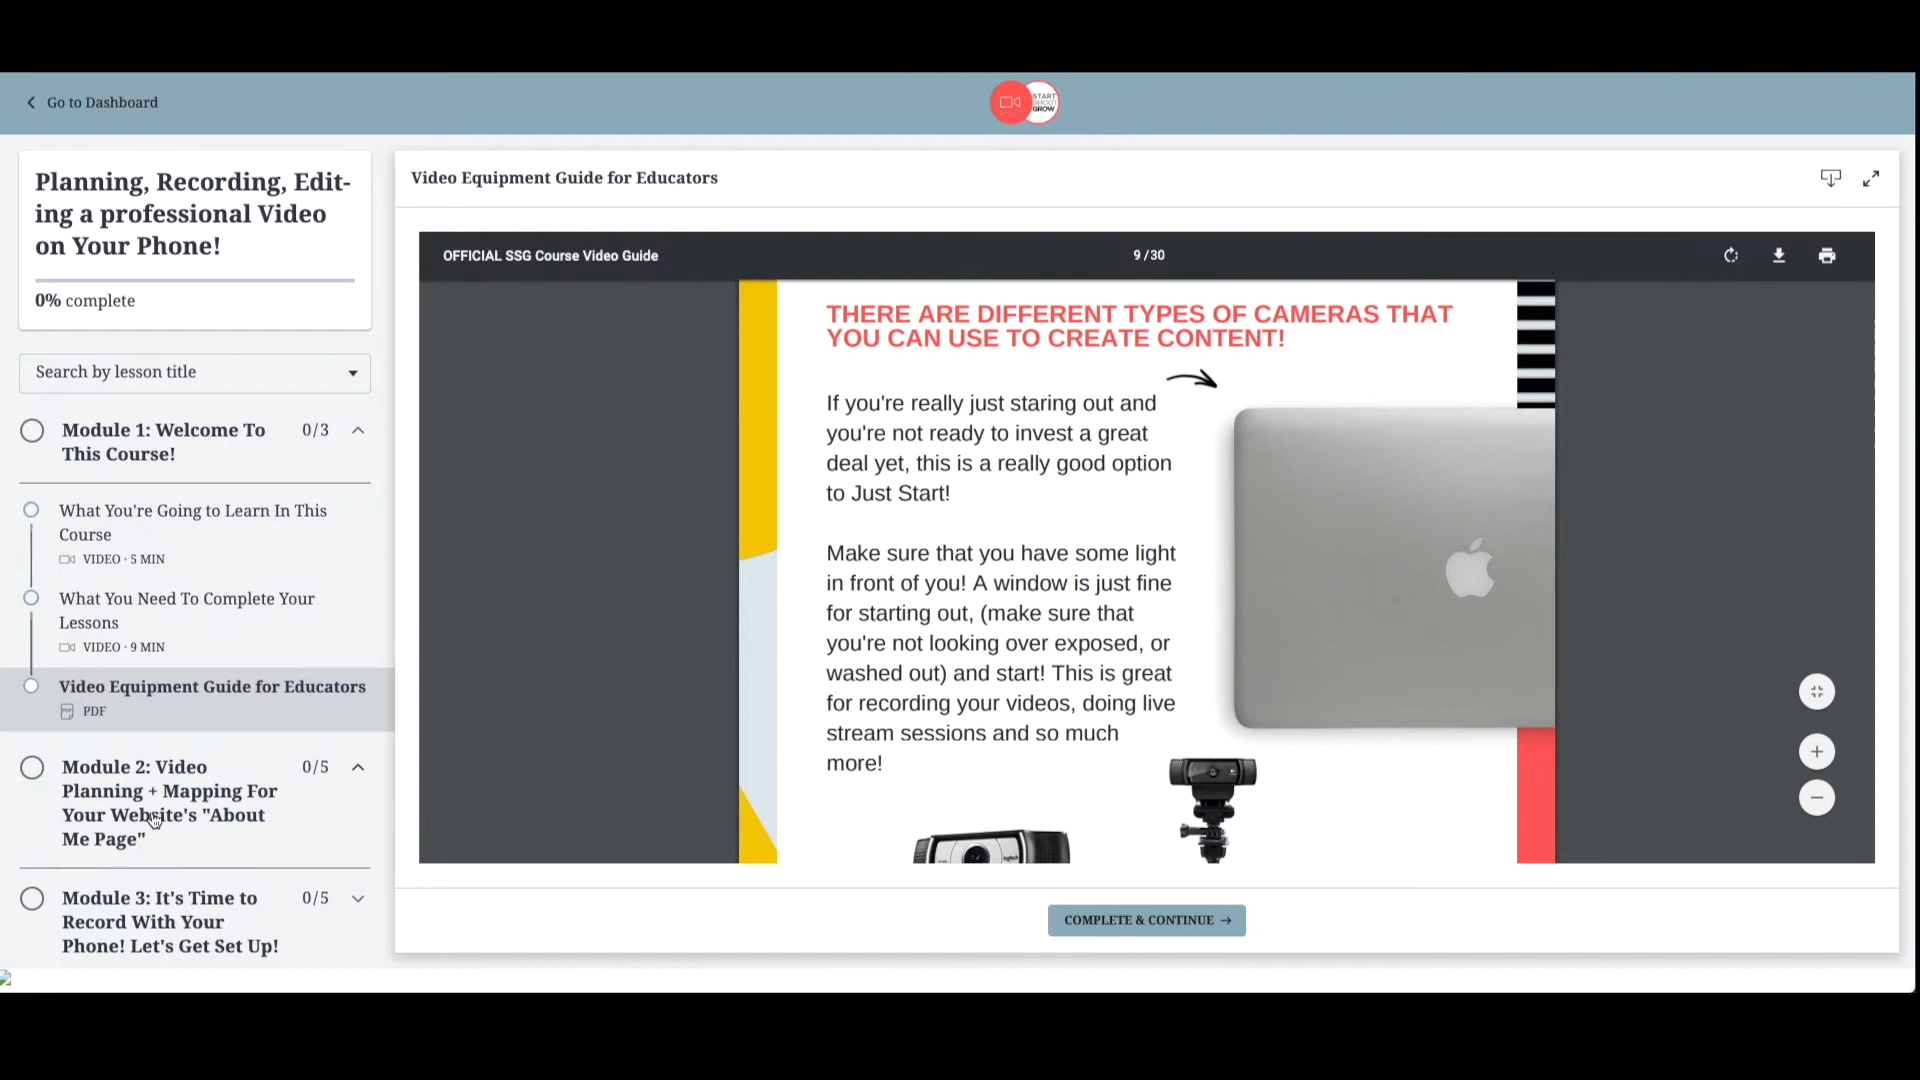 Go to Dashboard
START
SHOOT
GROW
Planning, Recording, Edit-
ing a professional Video
on Your Phone!
0% complete
Search by lesson title
Module 1: Welcome To
This Course!
0/3
What You're Going to Learn In This
Course
VIDEO · 5 MIN
What You Need To Complete Your
Lessons
VIDEO · 9 MIN
Video Equipment Guide for Educators
PDF
Module 2: Video
Planning + Mapping For
Your Website's "About
Me Page"
0/5
Module 3: It's Time to
Record With Your
Phone! Let's Get Set Up!
0/5
Video Equipment Guide for Educators
OFFICIAL SSG Course Video Guide
9 / 30
THERE ARE DIFFERENT TYPES OF CAMERAS THAT
YOU CAN USE TO CREATE CONTENT!
If you're really just staring out and
you're not ready to invest a great
deal yet, this is a really good option
to Just Start!
Make sure that you have some light
in front of you! A window is just fine
for starting out, (make sure that
you're not looking over exposed, or
washed out) and start! This is great
for recording your videos, doing live
stream sessions and so much
more!
COMPLETE & CONTINUE →